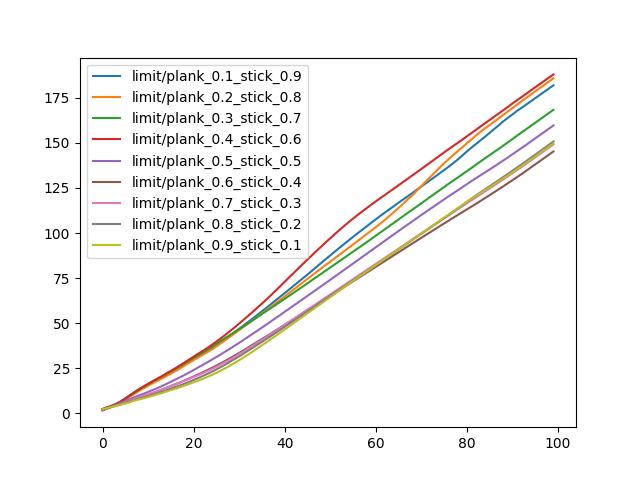 limit/plank_0.1_stick_0.9
limit/plank_0.2_stick_0.8
limit/plank_0.3_stick_0.7
limit/plank_0.4_stick_0.6
limit/plank_0.5_stick_0.5
limit/plank_0.6_stick_0.4
limit/plank_0.7_stick_0.3
limit/plank_0.8_stick_0.2
limit/plank_0.9_stick_0.1
175
150
125
100
75
50
25
0
0 20 40 60 80 100